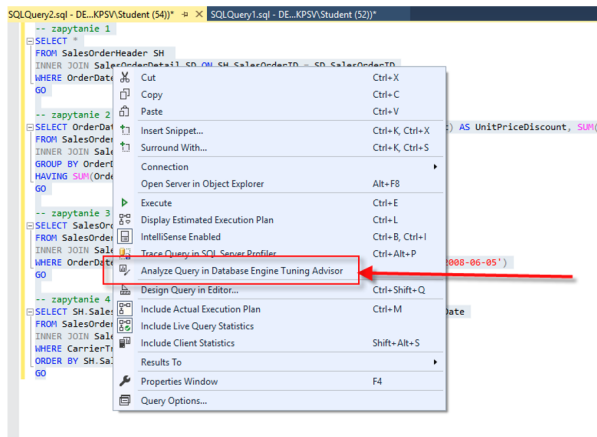 SQLQuery2.sql - DE...KPSV\Student (54))* SQLQuery1.sql - DE...KPSV\Student (52))*
-- zapytanie 1
SELECT *
FROM SalesOrderHeader SH
INNER JOIN SalesOrderDetail SD ON SH.SalesOrderID = SD.SalesOrderID
WHERE OrderDate
GO
-- zapytanie 2
SELECT OrderDat ) AS UnitPriceDiscount, SUM(
FROM SalesOrder
INNER JOIN Sale
GROUP BY OrderD
HAVING SUM(Orde
GO
-- zapytanie 3
SELECT SalesOrd
FROM SalesOrder
INNER JOIN Sale
WHERE OrderDate 2008-06-05')
GO
-- zapytanie 4
SELECT SH.Sales ate
FROM SalesOrder
INNER JOIN Sale
WHERE CarrierTr
ORDER BY SH.Sal
GO
Cut Ctrl+X
Copy Ctrl+C
Paste Ctrl+V
Insert Snippet... Ctrl+K, Ctrl+X
Surround With... Ctrl+K, Ctrl+S
Connection
Open Server in Object Explorer Alt+F8
Execute Ctrl+E
Display Estimated Execution Plan Ctrl+L
IntelliSense Enabled Ctrl+B, Ctrl+I
Trace Query in SQL Server Profiler Ctrl+Alt+P
Analyze Query in Database Engine Tuning Advisor
Design Query in Editor... Ctrl+Shift+Q
Include Actual Execution Plan Ctrl+M
Include Live Query Statistics
Include Client Statistics Shift+Alt+S
Results To
Properties Window F4
Query Options...